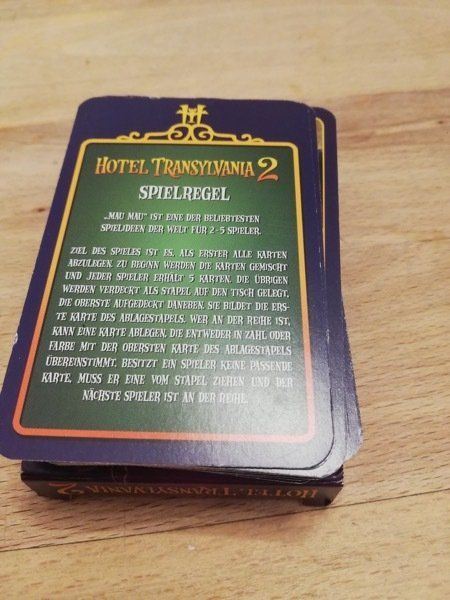 HOTEL TRANSYLVANIA 2
SPIELREGEL
„MAU MAU" IST EINE DER BELIEBTESTEN
SPIELIDEEN DER WELT FÜR 2-5 SPIELER.
ZIEL DES SPIELES IST ES, ALS ERSTER ALLE KARTEN
ABZULEGEN. ZU BEGINN WERDEN DIE KARTEN GEMISCHT
UND JEDER SPIELER ERHÄLT 5 KARTEN. DIE ÜBRIGEN
WERDEN VERDECKT ALS STAPEL AUF DEN TISCH GELEGT,
DIE OBERSTE AUFGEDECKT DANEBEN. SIE BILDET DIE ERS-
TE KARTE DES ABLAGESTAPELS. WER AN DER REIHE IST,
KANN EINE KARTE ABLEGEN, DIE ENTWEDER IN ZAHL ODER
FARBE MIT DER OBERSTEN KARTE DES ABLAGESTAPELS
ÜBEREINSTIMMT. BESITZT EIN SPIELER KEINE PASSENDE
KARTE, MUSS ER EINE VOM STAPEL ZIEHEN UND DER
NÄCHSTE SPIELER IST AN DER REIHE.
HOTEL TRANSYLVANIA 2